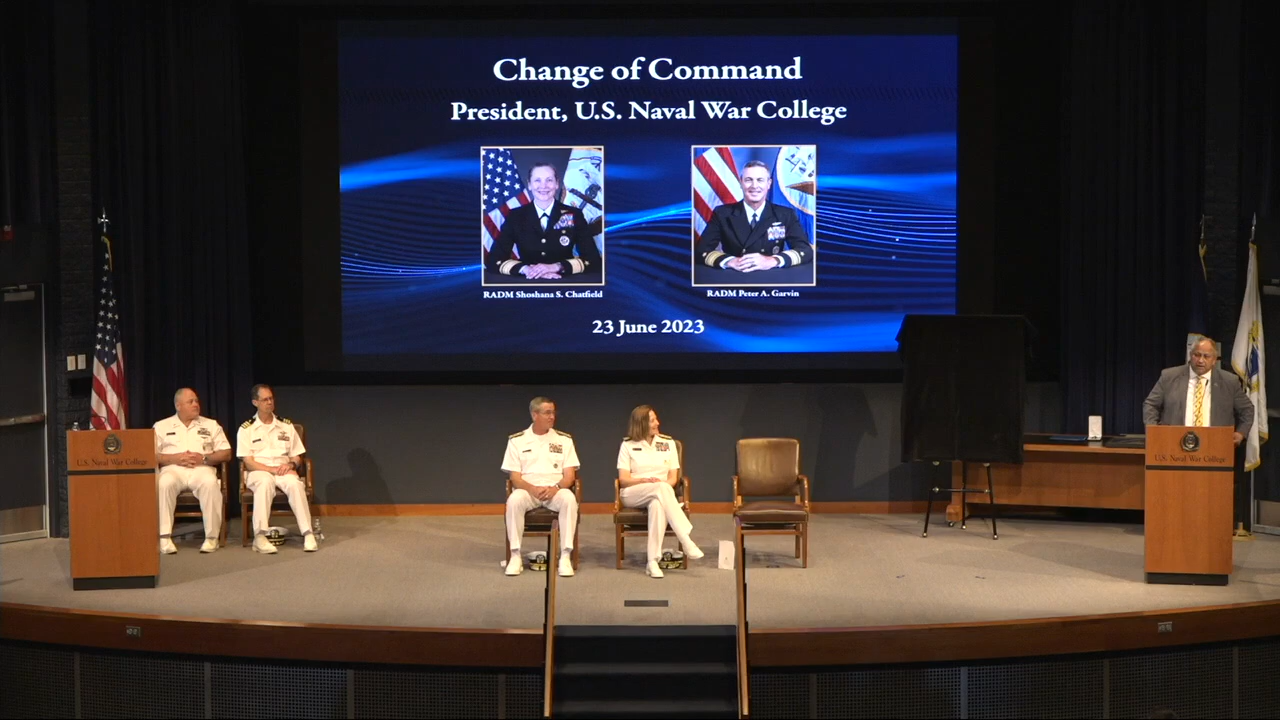 Change of Command
President, U.S. Naval War College
RADM Shoshana S. Chatfield
RADM Peter A. Garvin
23 June 2023
U.S. Naval War College
U.S. Naval War College